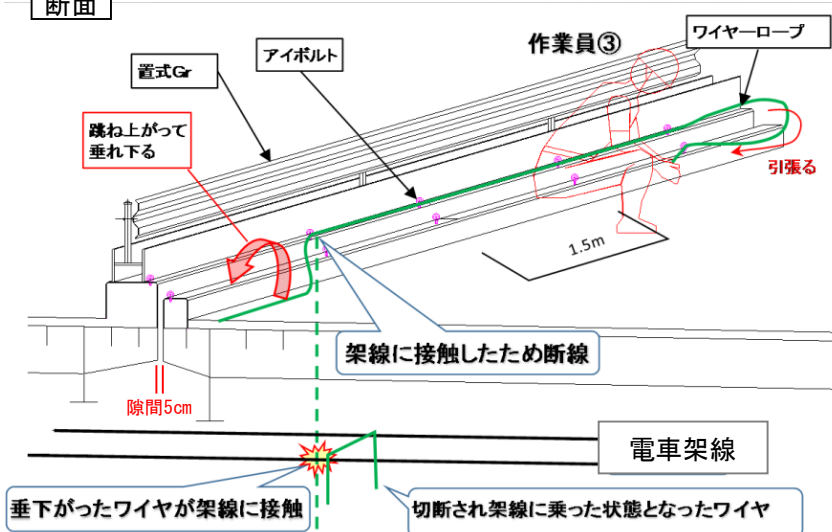 断面
作業員③
ワイヤーロープ
アイボルト
置式Gr
跳ね上がって
垂れ下る
引張る
1.5m
架線に接触したため断線
隙間5cm
電車架線
垂下がったワイヤが架線に接触
切断され架線に乗った状態となったワイヤ